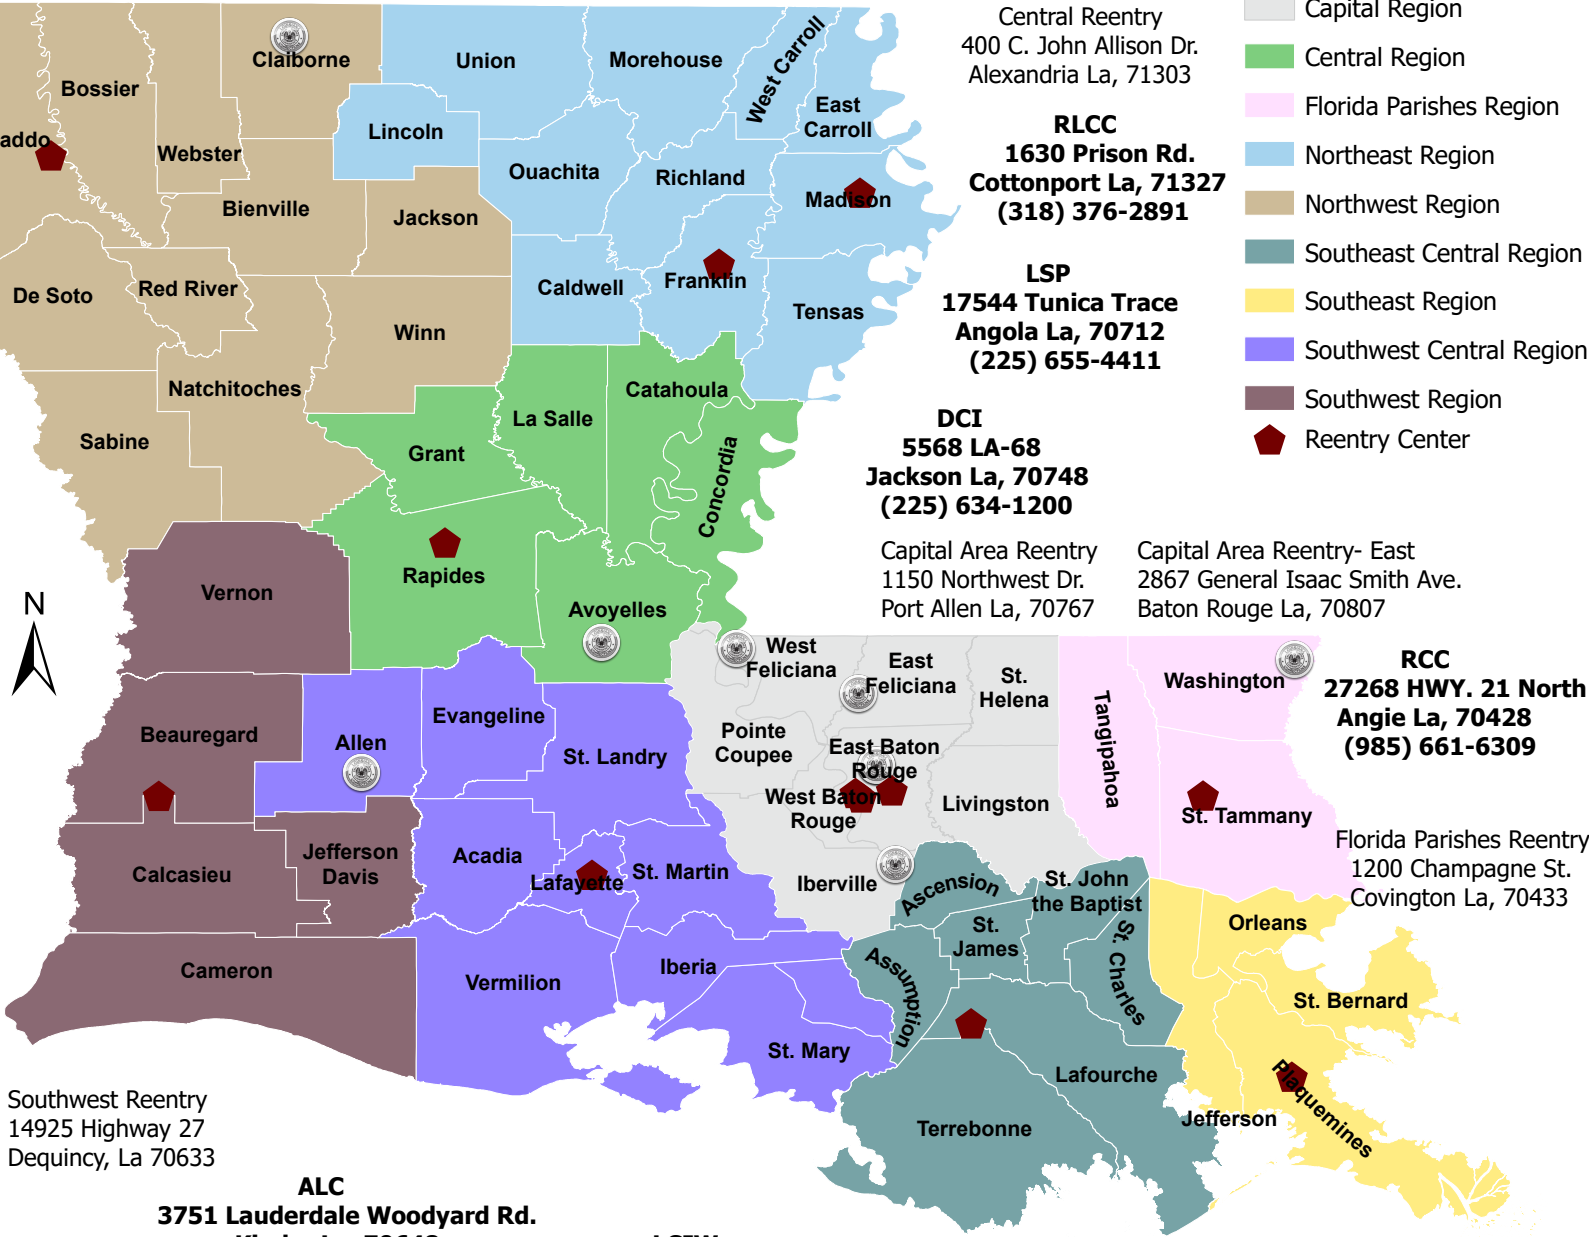 Central Reentry
400 C. John Allison Dr.
Alexandria La, 71303
RLCC
1630 Prison Rd.
Cottonport La, 71327
(318) 376-2891
LSP
17544 Tunica Trace
Angola La, 70712
(225) 655-4411
DCI
5568 LA-68
Jackson La, 70748
(225) 634-1200
Capital Area Reentry
1150 Northwest Dr.
Port Allen La, 70767
Capital Area Reentry- East
2867 General Isaac Smith Ave.
Baton Rouge La, 70807
RCC
27268 HWY. 21 North
Angie La, 70428
(985) 661-6309
Florida Parishes Reentry
1200 Champagne St.
Covington La, 70433
Capital Region
Central Region
Florida Parishes Region
Northeast Region
Northwest Region
Southeast Central Region
Southeast Region
Southwest Central Region
Southwest Region
Reentry Center
Claiborne
Bossier
addo
Webster
Bienville
Jackson
De Soto
Red River
Winn
Natchitoches
Sabine
Union
Morehouse
West Carroll
East
Carroll
Lincoln
Ouachita
Richland
Madison
Caldwell
Franklin
Tensas
Catahoula
La Salle
Grant
Concordia
Rapides
Avoyelles
Vernon
N
Beauregard
Allen
Evangeline
St. Landry
Calcasieu
Jefferson
Davis
Acadia
Lafayette
St. Martin
Cameron
Vermilion
Iberia
St. Mary
West
Feliciana
East
Feliciana
St.
Helena
Pointe
Coupee
East Baton
Rouge
West Baton
Rouge
Livingston
Iberville
Tangipahoa
Washington
St. Tammany
Ascension
St. John
the Baptist
St.
James
St. Charles
Assumption
Lafourche
Terrebonne
Orleans
St. Bernard
Jefferson
Plaquemines
Southwest Reentry
14925 Highway 27
Dequincy, La 70633
ALC
3751 Lauderdale Woodyard Rd.